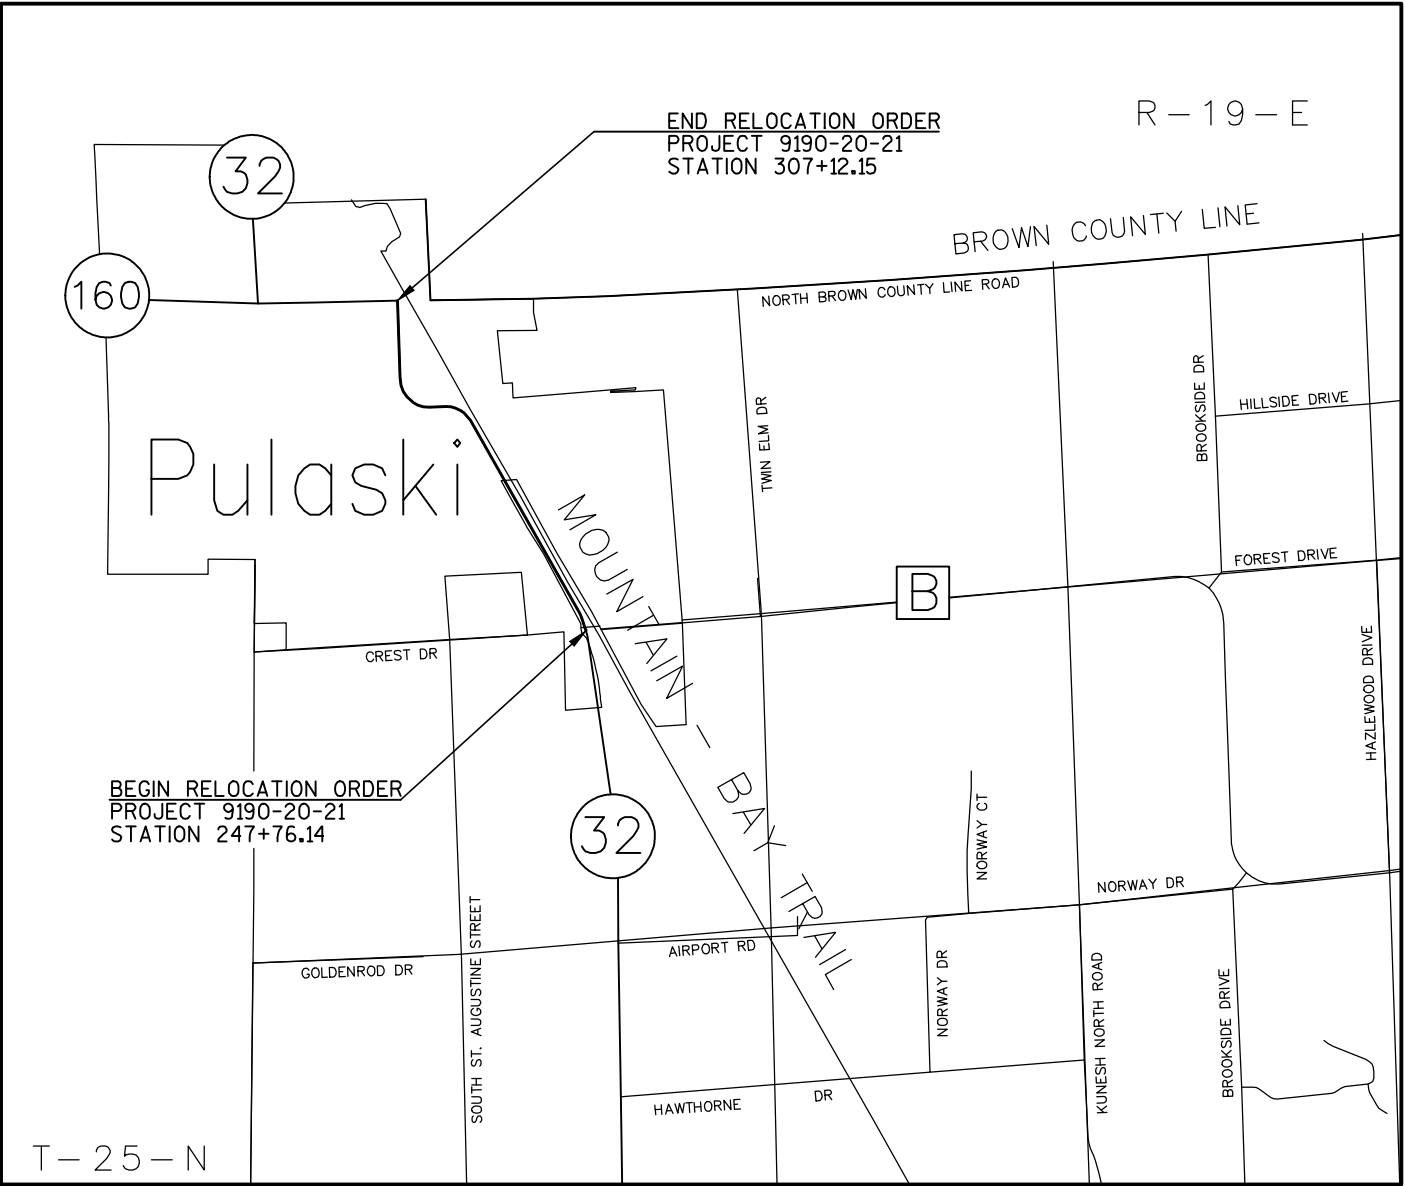 R-19-E
END RELOCATION ORDER
PROJECT 9190-20-21
STATION 307+12.15
32
BROWN COUNTY LINE
160
NORTH BROWN COUNTY LINE ROAD
BROOKSIDE DR
HILLSIDE DRIVE
TWIN ELM DR
Pulaski
MOUNTAIN - BAY TRAIL
FOREST DRIVE
B
CREST DR
HAZLEWOOD DRIVE
BEGIN RELOCATION ORDER
PROJECT 9190-20-21
STATION 247+76.14
32
NORWAY CT
NORWAY DR
AIRPORT RD
GOLDENROD DR
SOUTH ST. AUGUSTINE STREET
NORWAY DR
KUNESH NORTH ROAD
BROOKSIDE DRIVE
HAWTHORNE DR
T-25-N